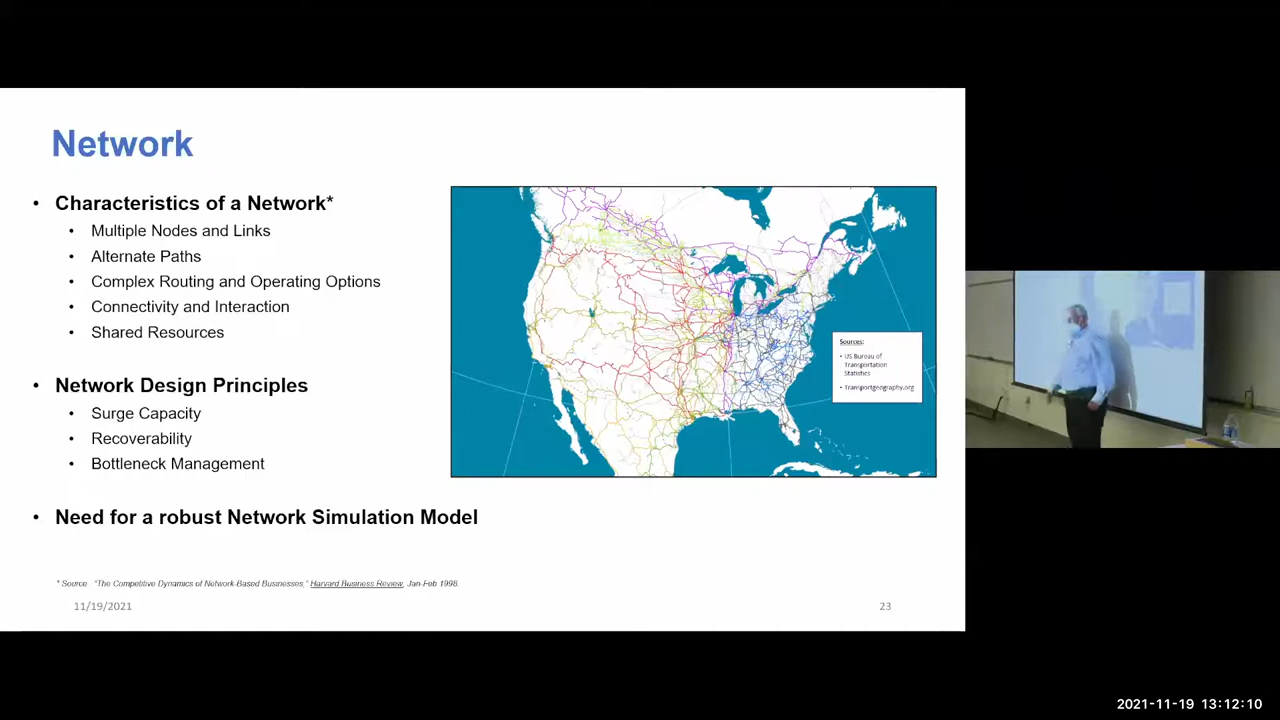 Network
• Characteristics of a Network*
• Multiple Nodes and Links
• Alternate Paths
• Complex Routing and Operating Options
• Connectivity and Interaction
• Shared Resources
• Network Design Principles
• Surge Capacity
• Recoverability
• Bottleneck Management
• Need for a robust Network Simulation Model
Sources:
• US Bureau of
Transportation
Statistics
• Transportgeography.org
* Source. "The Competitive Dynamics of Network-Based Businesses," Harvard Business Review, Jan-Feb 1998.
11/19/2021
23
2021-11-19 13:12:10